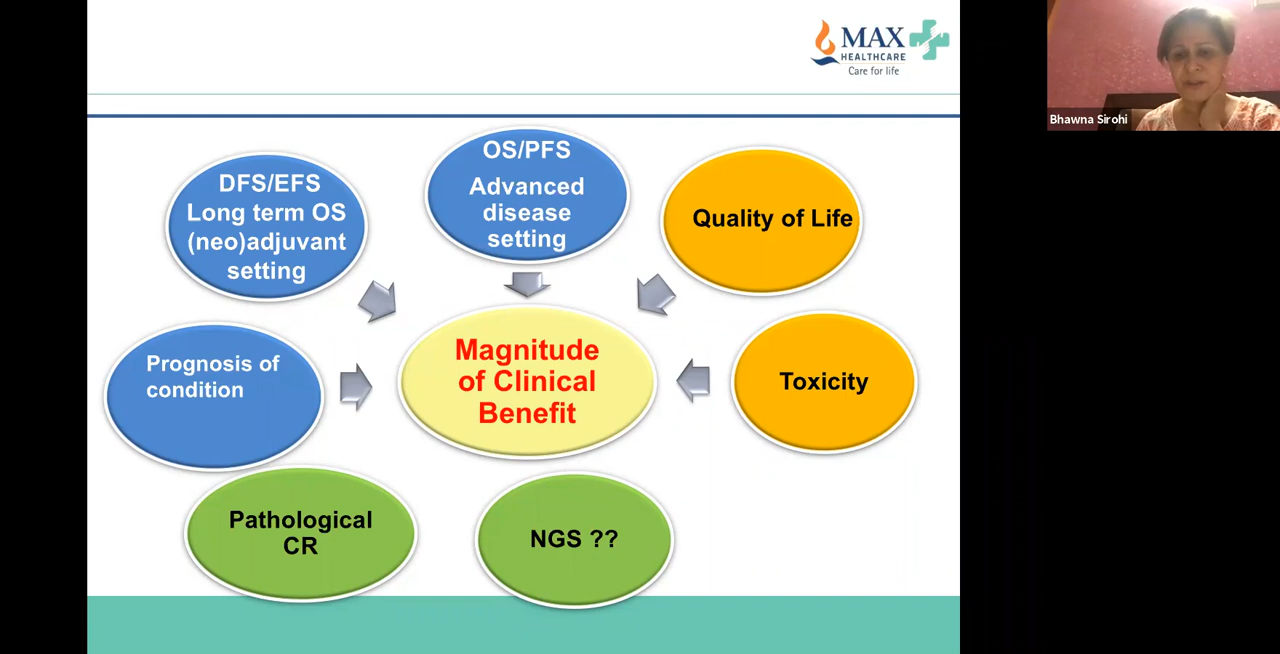 MAX
HEALTHCARE
Care for life
Bhawna Sirohi
DFS/EFS
Long term OS
(neo)adjuvant
setting
OS/PFS
Advanced
disease
setting
Quality of Life
Prognosis of
condition
Magnitude
of Clinical
Benefit
Toxicity
Pathological
CR
NGS ??